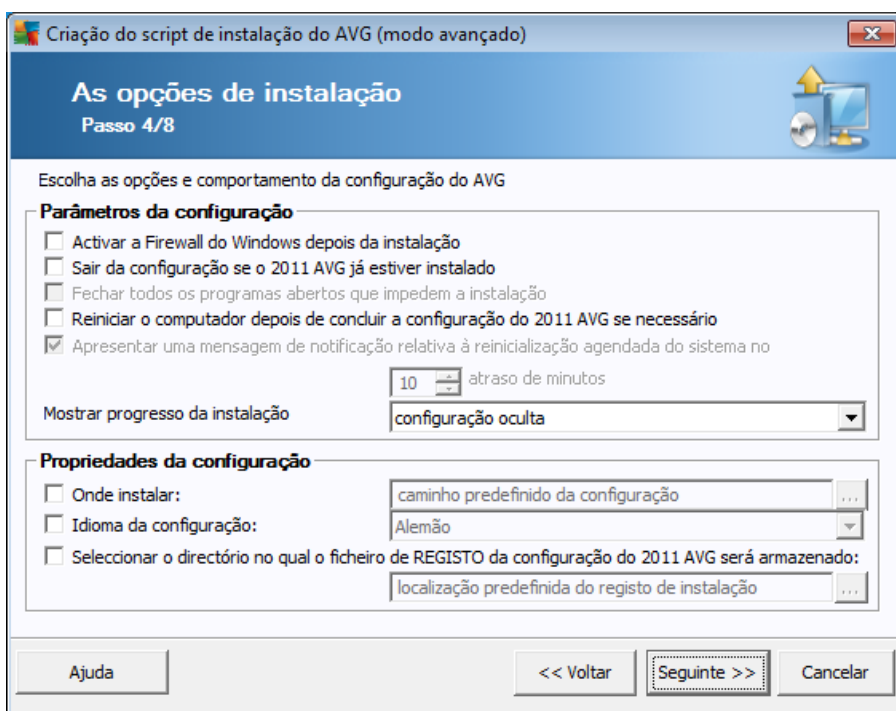 Criação do script de instalação do AVG (modo avançado)
As opções de instalação
Passo 4/8
Escolha as opções e comportamento da configuração do AVG
Parâmetros da configuração
Activar a Firewall do Windows depois da instalação
Sair da configuração se o 2011 AVG já estiver instalado
Fechar todos os programas abertos que impedem a instalação
Reiniciar o computador depois de concluir a configuração do 2011 AVG se necessário
Apresentar uma mensagem de notificação relativa à reinicialização agendada do sistema no
10 atraso de minutos
Mostrar progresso da instalação configuração oculta
Propriedades da configuração
Onde instalar: caminho predefinido da configuração ...
Idioma da configuração: Alemão
Seleccionar o directório no qual o ficheiro de REGISTO da configuração do 2011 AVG será armazenado:
localização predefinida do registo de instalação ...
Ajuda << Voltar Seguinte >> Cancelar